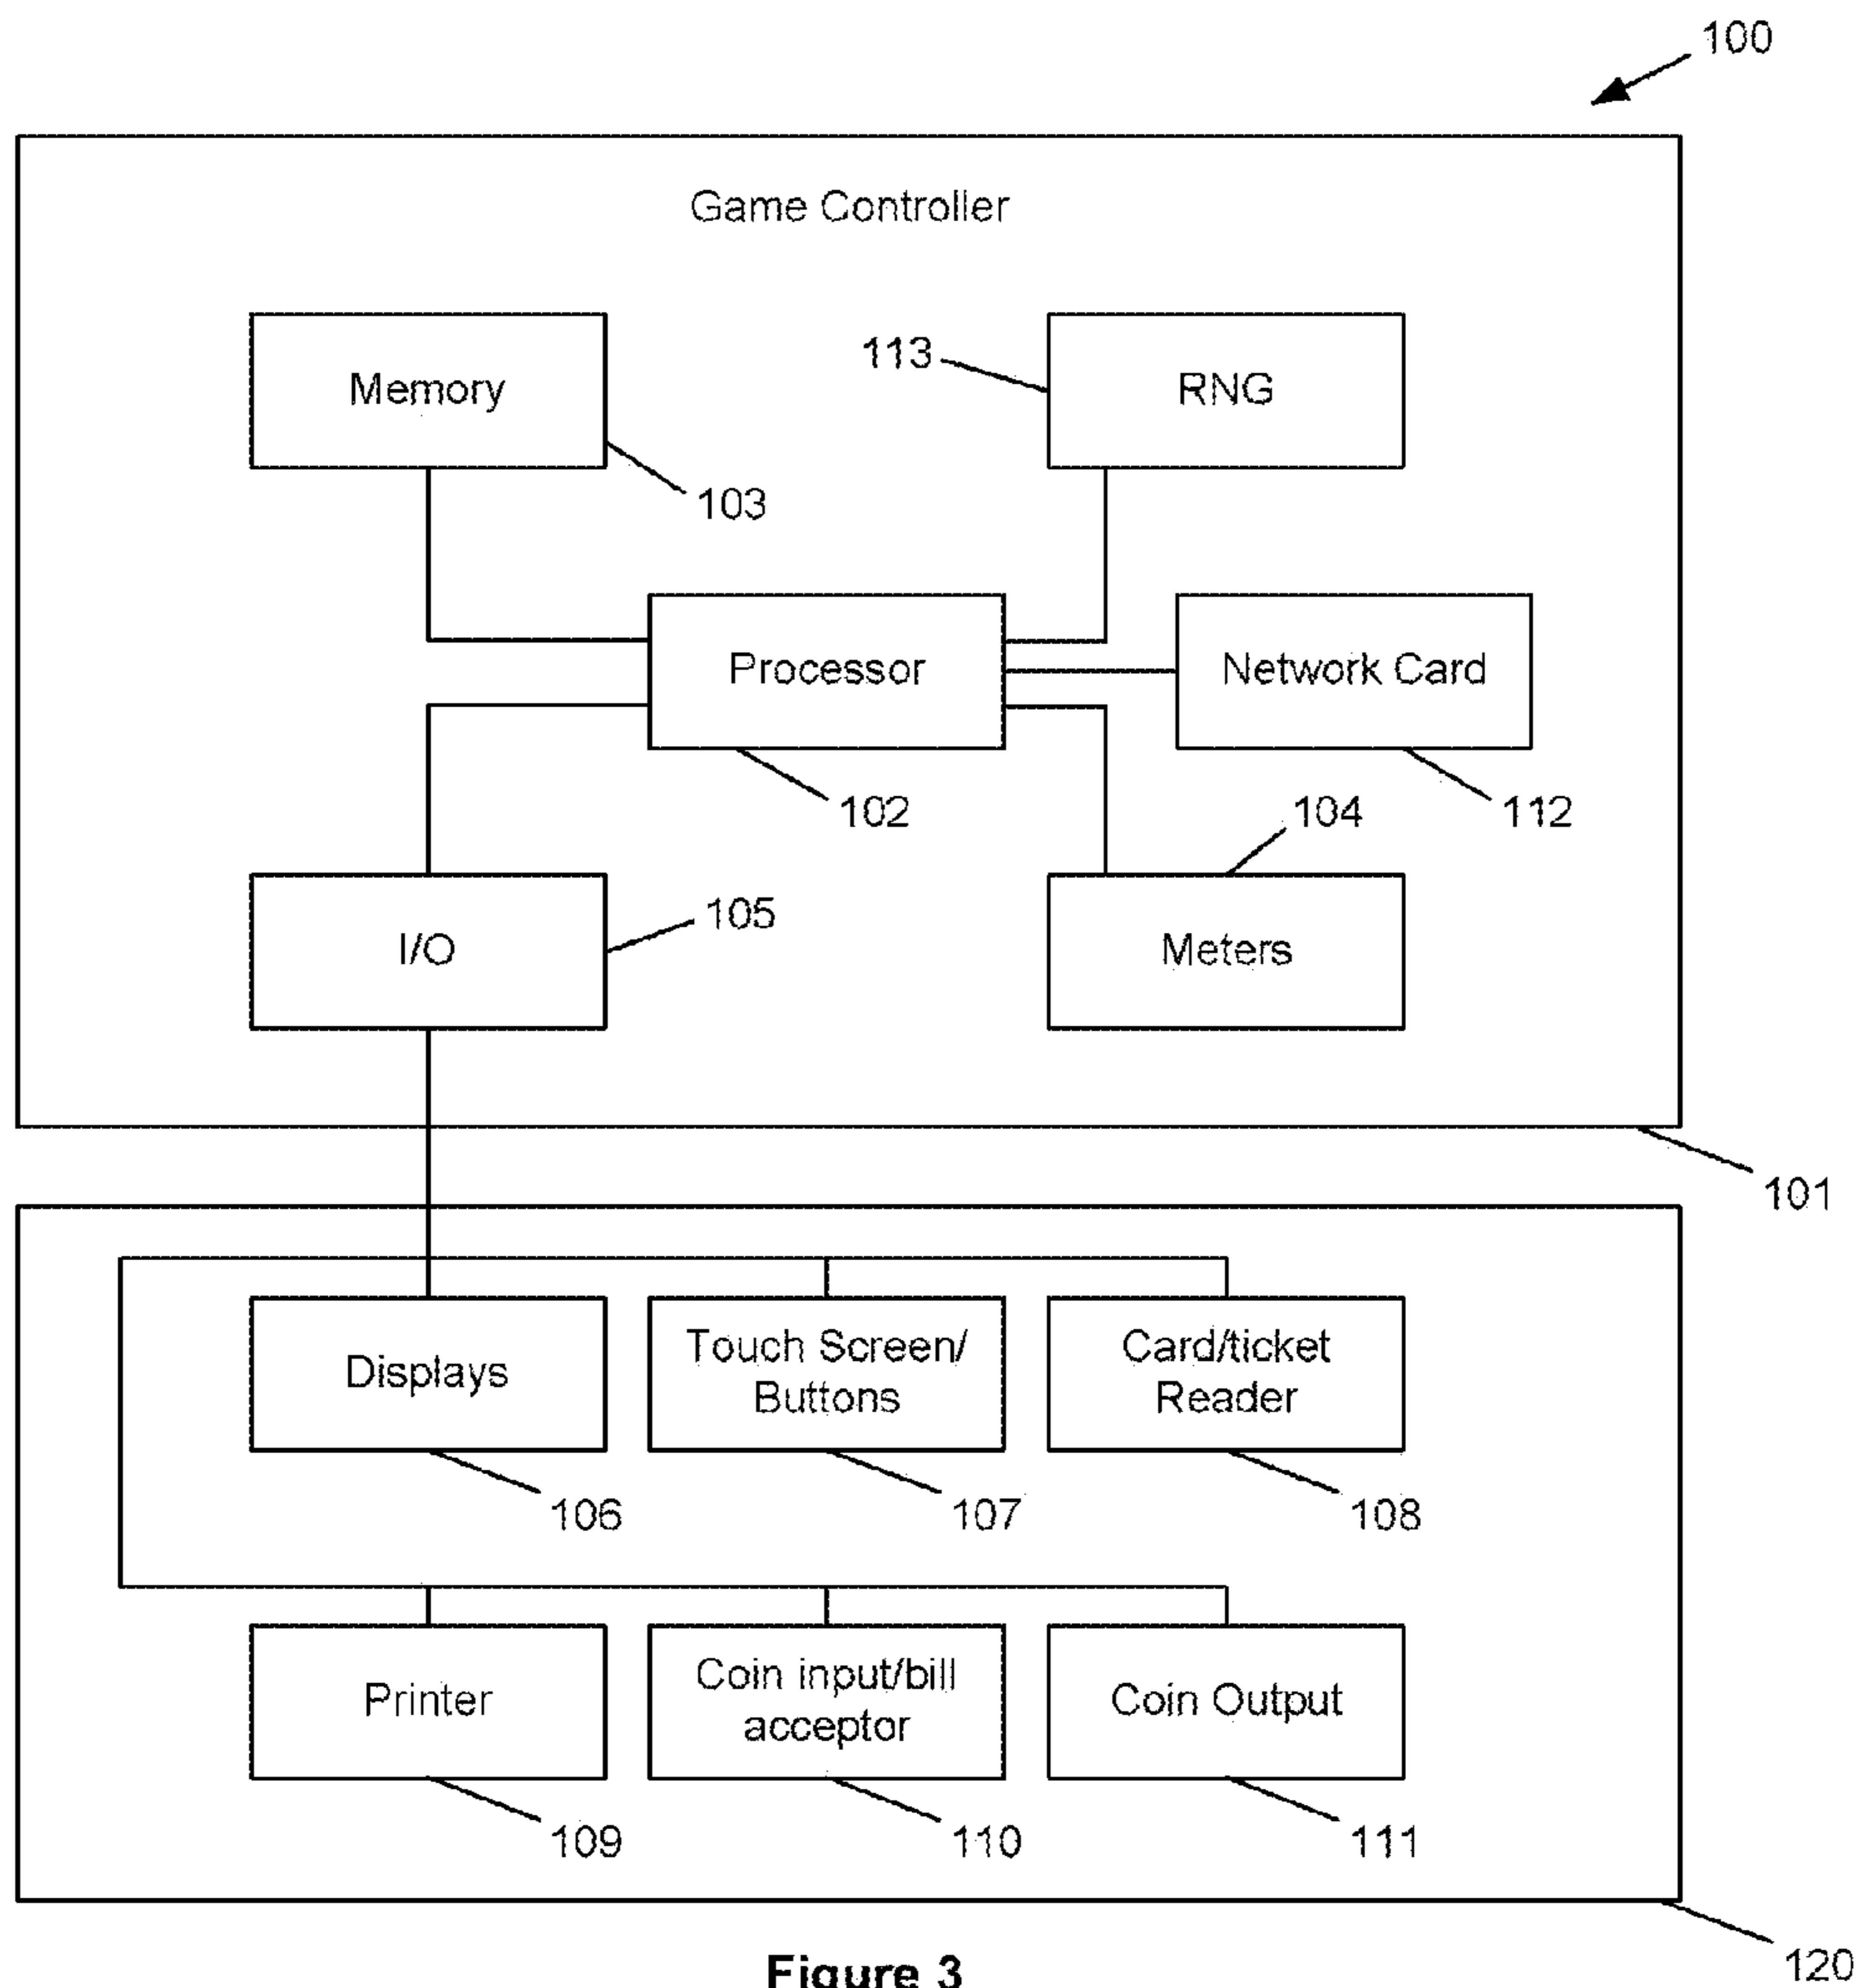 100
Game Controller
Memory
113
RNG
103
Processor
Network Card
102
104
112
I/O
105
Meters
101
Displays
Touch Screen/
Buttons
Card/ticket
Reader
106
107
108
Printer
Coin input/bill
acceptor
Coin Output
109
110
111
120
Figure 3